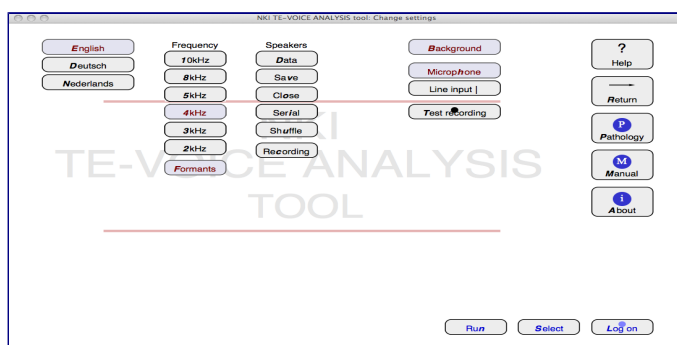 NKI TE-VOICE ANALYSIS tool: Change settings
English
Deutsch
Nederlands
Frequency
10kHz
8kHz
5kHz
4kHz
3kHz
2kHz
Formants
Speakers
Data
Save
Close
Serial
Shuffle
Recording
Background
Microphone
Line input |
Test recording
?
Help
Return
P
Pathology
M
Manual
i
About
NKI
TE-VOICE ANALYSIS
TOOL
Run
Select
Log on